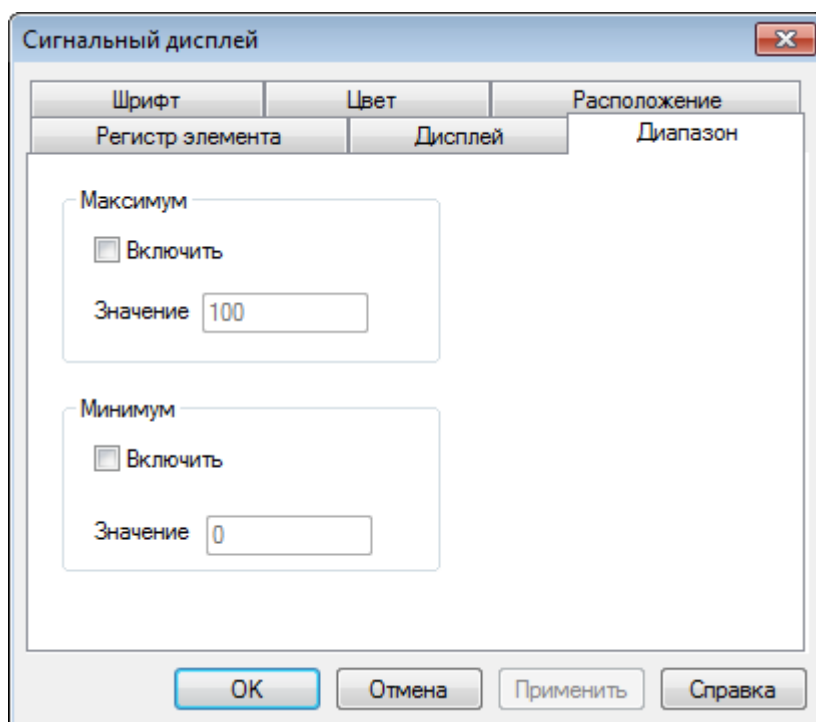 Сигнальный дисплей
Шрифт Цвет Расположение
Регистр элемента Дисплей Диапазон
Максимум
Включить
Значение 100
Минимум
Включить
Значение 0
OK Отмена Применить Справка